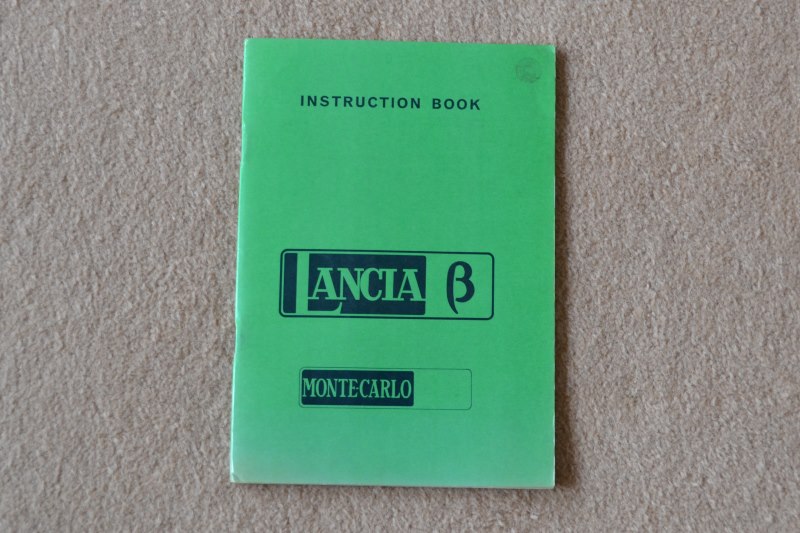 INSTRUCTION BOOK
LANCIA β
MONTE-CARLO